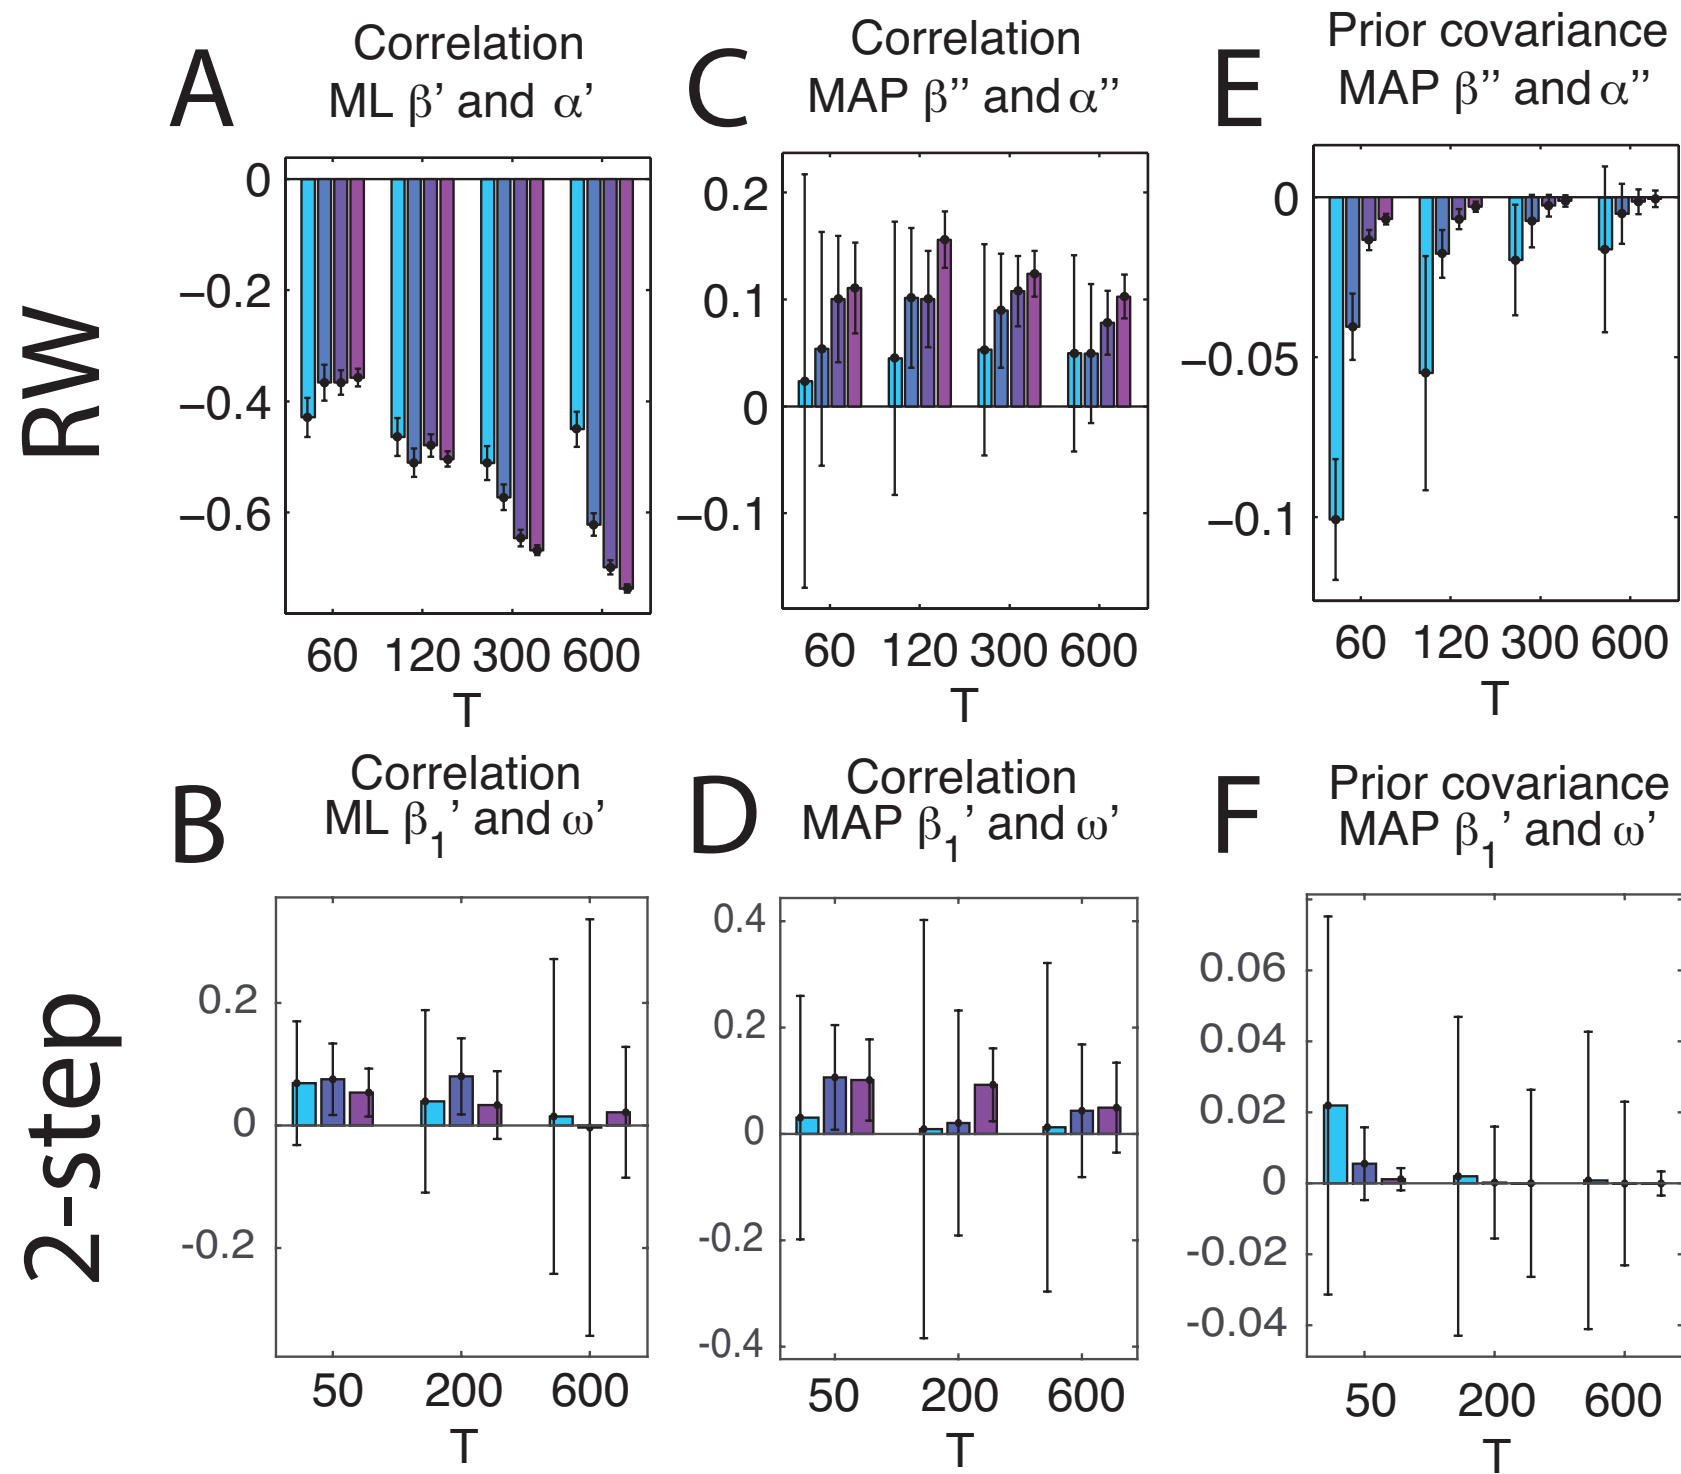 RW
A
Correlation
ML β’ and α’
0
−0.2
−0.4
−0.6
60 120 300 600
T
C
Correlation
MAP β’’ and α’’
0.2
0.1
0
−0.1
60 120 300 600
T
E
Prior covariance
MAP β’’ and α’’
0
−0.05
−0.1
60 120 300 600
T
2-step
B
Correlation
ML β₁’ and ω’
0.2
0
-0.2
50 200 600
T
D
Correlation
MAP β₁’ and ω’
0.4
0.2
0
-0.2
-0.4
50 200 600
T
F
Prior covariance
MAP β₁’ and ω’
0.06
0.04
0.02
0
-0.02
-0.04
50 200 600
T